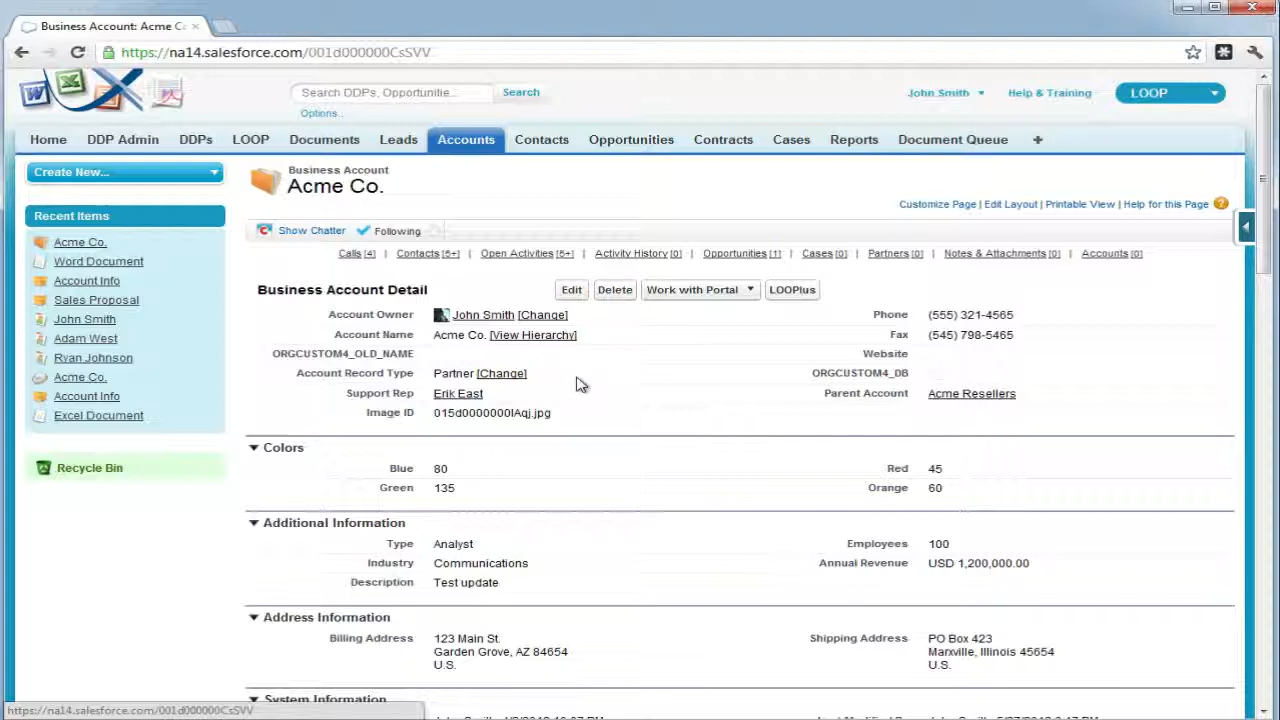 Business Account: Acme Co
https://na14.salesforce.com/001d000000CsSVV
Search DDPs, Opportunitie...
Search
Options...
John Smith
Help & Training
LOOP
Home
DDP Admin
DDPs
LOOP
Documents
Leads
Accounts
Contacts
Opportunities
Contracts
Cases
Reports
Document Queue
+
Create New...
Recent Items
Acme Co.
Word Document
Account Info
Sales Proposal
John Smith
Adam West
Ryan Johnson
Acme Co.
Account Info
Excel Document
Recycle Bin
Business Account
Acme Co.
Customize Page | Edit Layout | Printable View | Help for this Page ?
Show Chatter
Following
Calls [4] Contacts [5+] Open Activities [5+] Activity History [0] Opportunities [1] Cases [0] Partners [0] Notes & Attachments [0] Accounts [0]
Business Account Detail
Edit
Delete
Work with Portal
LOOPlus
Account Owner John Smith [Change] Phone (555) 321-4565
Account Name Acme Co. [View Hierarchy] Fax (545) 798-5465
ORGCUSTOM4_OLD_NAME Website
Account Record Type Partner [Change] ORGCUSTOM4_DB
Support Rep Erik East Parent Account Acme Resellers
Image ID 015d0000000IAqj.jpg
Colors
Blue 80 Red 45
Green 135 Orange 60
Additional Information
Type Analyst Employees 100
Industry Communications Annual Revenue USD 1,200,000.00
Description Test update
Address Information
Billing Address 123 Main St. Shipping Address PO Box 423
Garden Grove, AZ 84654 Marxville, Illinois 45654
U.S. U.S.
System Information
https://na14.salesforce.com/001d000000CsSVV